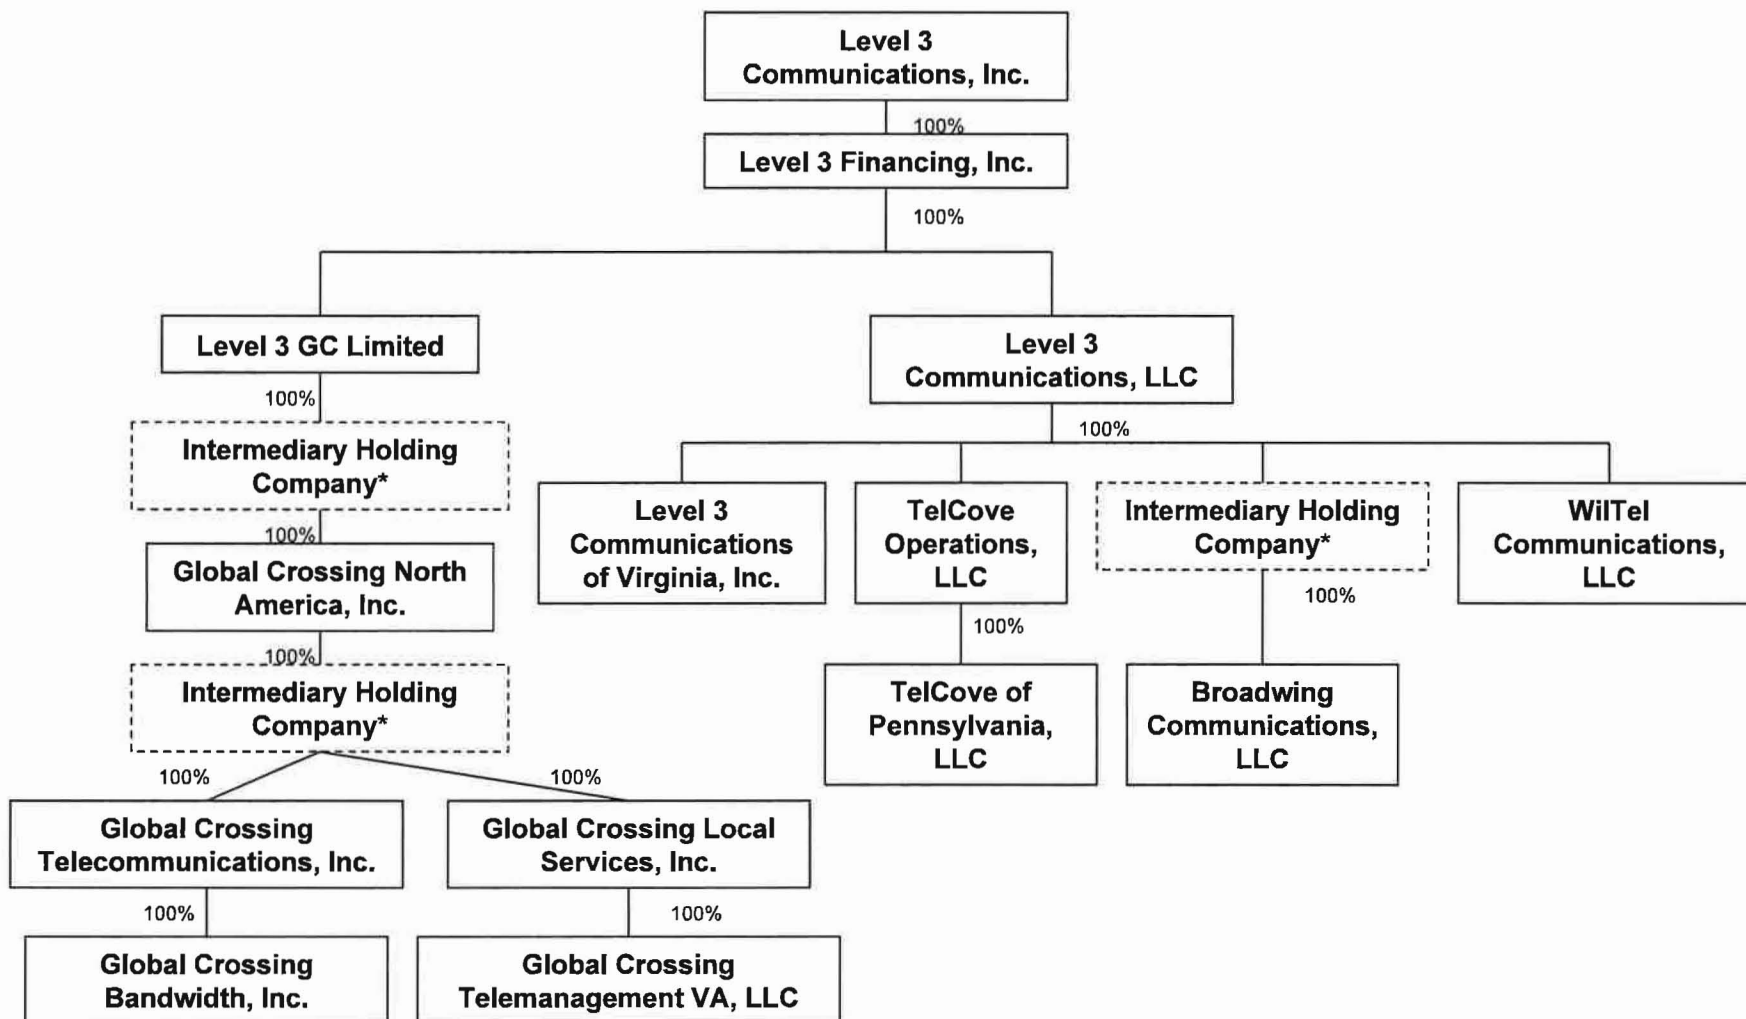 Level 3
Communications, Inc.
100%
Level 3 Financing, Inc.
100%
Level 3 GC Limited
Level 3
Communications, LLC
100%
100%
Intermediary Holding
Company*
Level 3
Communications
of Virginia, Inc.
TelCove
Operations,
LLC
Intermediary Holding
Company*
WilTel
Communications,
LLC
100%
Global Crossing North
America, Inc.
100%
100%
100%
Intermediary Holding
Company*
TelCove of
Pennsylvania,
LLC
Broadwing
Communications,
LLC
100%
100%
Global Crossing
Telecommunications, Inc.
Global Crossing Local
Services, Inc.
100%
100%
Global Crossing
Bandwidth, Inc.
Global Crossing
Telemanagement VA, LLC